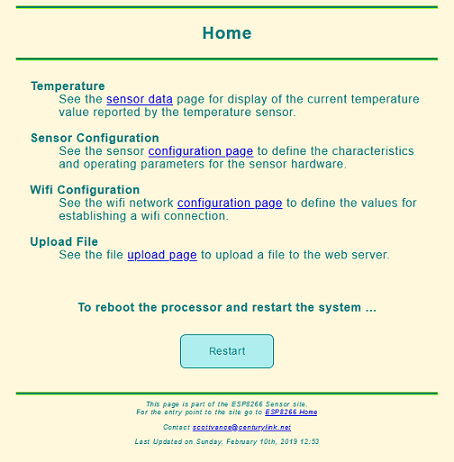 Home
Temperature
See the sensor data page for display of the current temperature
value reported by the temperature sensor.
Sensor Configuration
See the sensor configuration page to define the characteristics
and operating parameters for the sensor hardware.
Wifi Configuration
See the wifi network configuration page to define the values for
establishing a wifi connection.
Upload File
See the file upload page to upload a file to the web server.
To reboot the processor and restart the system ...
Restart
This page is part of the ESP8266 Sensor site.
For the entry point to the site go to ESP8266 Home
Contact scottvance@centurylink.net
Last Updated on Sunday, February 10th, 2019 12:53